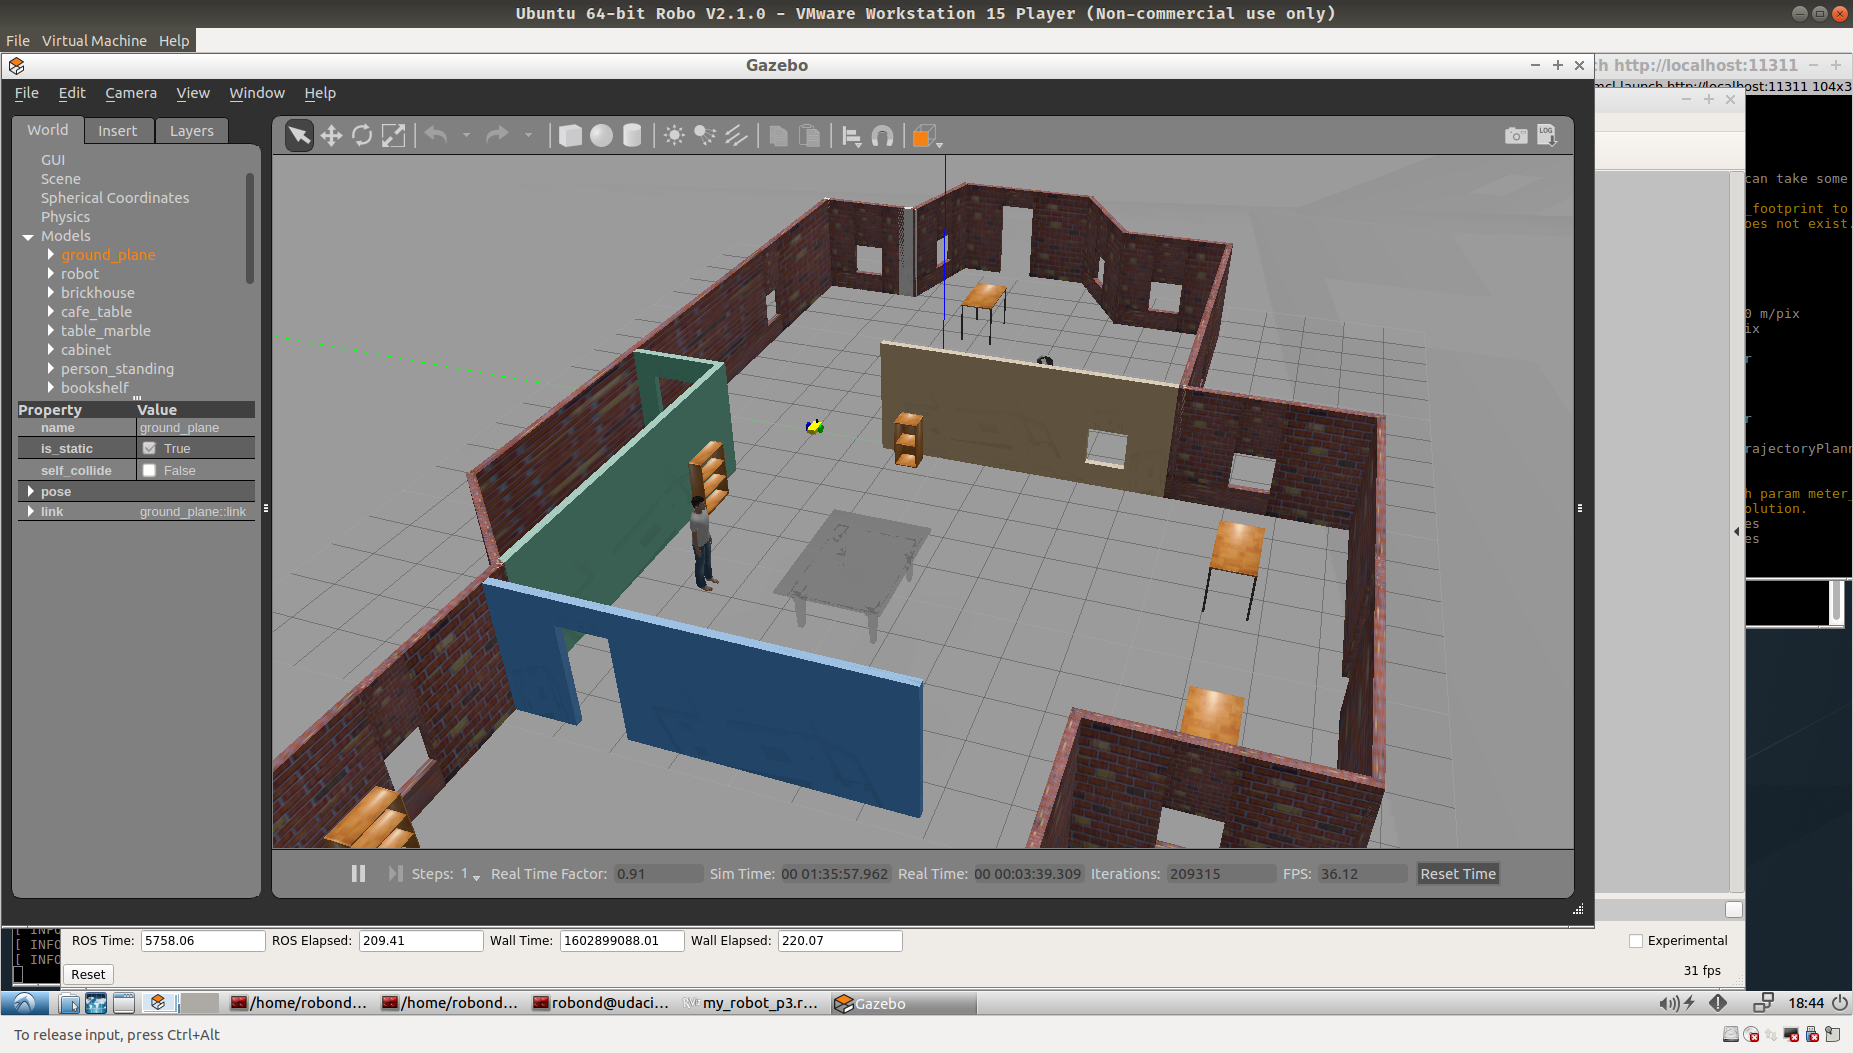 Ubuntu 64-bit Robo V2.1.0 - VMware Workstation 15 Player (Non-commercial use only)
File Virtual Machine Help
Gazebo
ch http://localhost:11311
File Edit Camera View Window Help
mcl.launch http://localhost:11311 104x3
World Insert Layers
LOG
GUI
Scene
Spherical Coordinates
Physics
Models
ground_plane
robot
brickhouse
cafe_table
table_marble
cabinet
person_standing
bookshelf
Property Value
name ground_plane
is_static True
self_collide False
pose
link ground_plane::link
can take some
_footprint to
oes not exist.
0 m/pix
ix
r
r
rajectoryPlann
h param meter_
olution.
es
es
Steps: 1 Real Time Factor: 0.91 Sim Time: 00 01:35:57.962 Real Time: 00 00:03:39.309 Iterations: 209315 FPS: 36.12 Reset Time
[ INFO
[ INFO
[ INFO
ROS Time: 5758.06 ROS Elapsed: 209.41 Wall Time: 1602899088.01 Wall Elapsed: 220.07 Experimental
Reset 31 fps
/home/robond... /home/robond... robond@udaci... my_robot_p3.r... Gazebo 18:44
To release input, press Ctrl+Alt